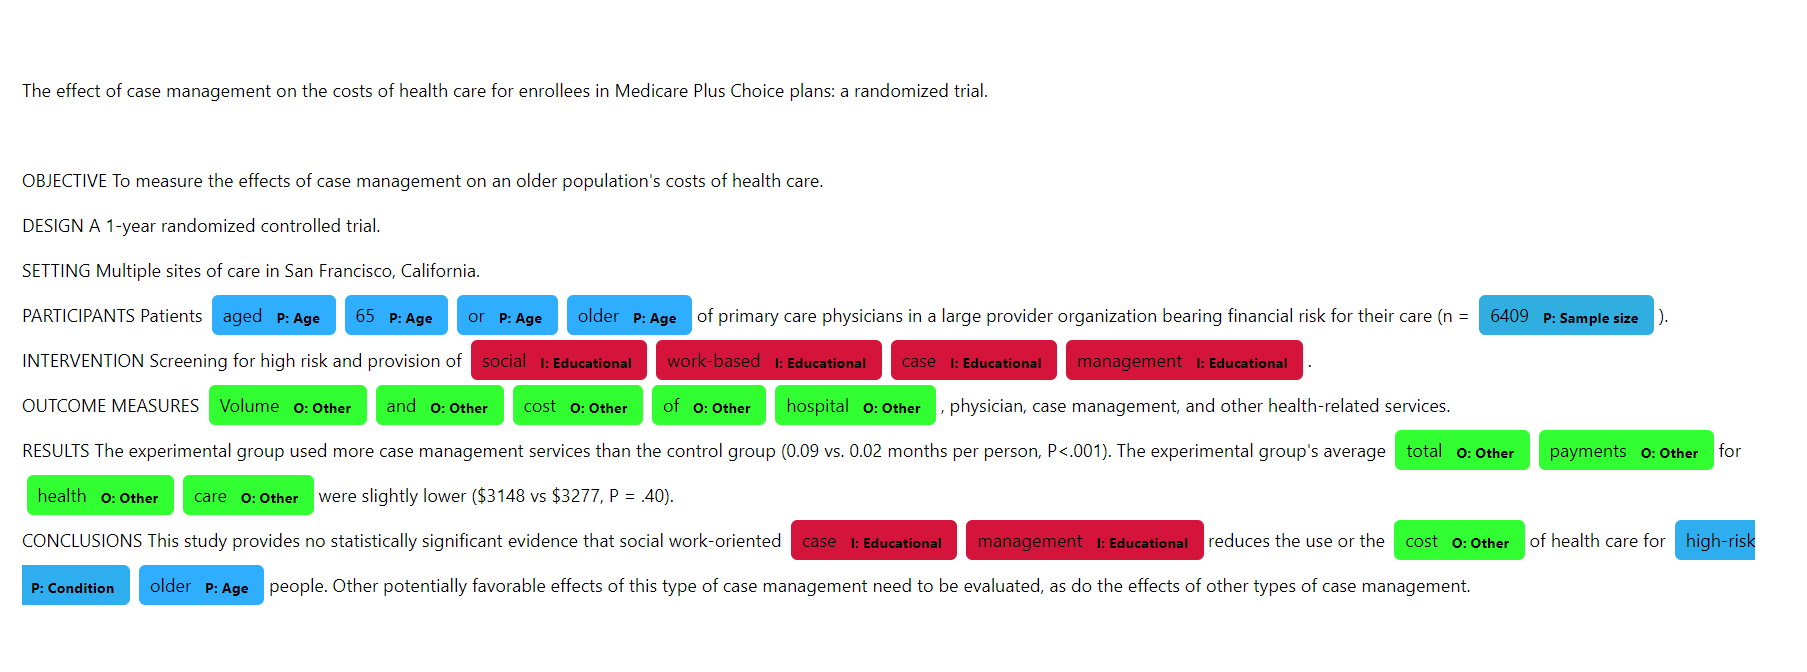 The effect of case management on the costs of health care for enrollees in Medicare Plus Choice plans: a randomized trial.
OBJECTIVE To measure the effects of case management on an older population's costs of health care.
DESIGN A 1-year randomized controlled trial.
SETTING Multiple sites of care in San Francisco, California.
PARTICIPANTS Patients aged P: Age 65 P: Age or P: Age older P: Age of primary care physicians in a large provider organization bearing financial risk for their care (n = 6409 P: Sample size ).
INTERVENTION Screening for high risk and provision of social I: Educational work-based I: Educational case I: Educational management I: Educational .
OUTCOME MEASURES Volume O: Other and O: Other cost O: Other of O: Other hospital O: Other , physician, case management, and other health-related services.
RESULTS The experimental group used more case management services than the control group (0.09 vs. 0.02 months per person, P<.001). The experimental group's average total O: Other payments O: Other for
health O: Other care O: Other were slightly lower ($3148 vs $3277, P = .40).
CONCLUSIONS This study provides no statistically significant evidence that social work-oriented case I: Educational management I: Educational reduces the use or the cost O: Other of health care for high-risk
P: Condition older P: Age people. Other potentially favorable effects of this type of case management need to be evaluated, as do the effects of other types of case management.